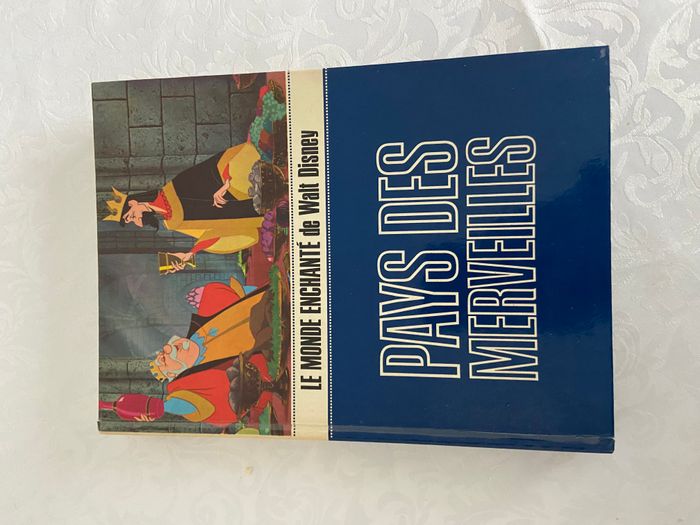 LE MONDE ENCHANTÉ de Walt Disney
PAYS DES
MERVEILLES